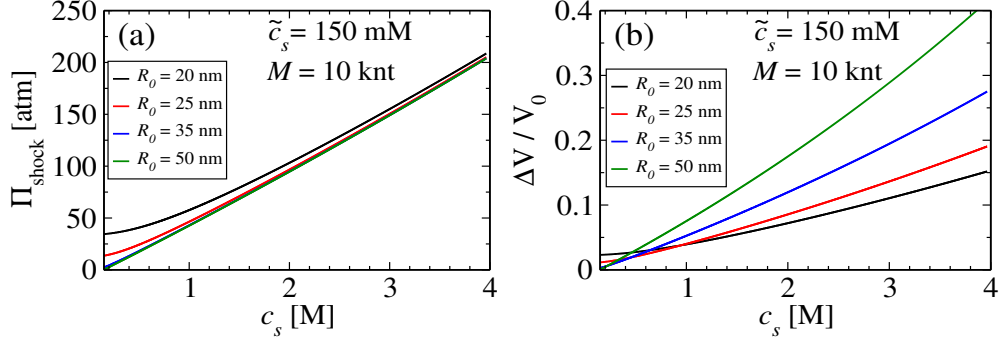 (a)
c̃ₛ = 150 mM
M = 10 knt
R₀ = 20 nm
R₀ = 25 nm
R₀ = 35 nm
R₀ = 50 nm
250
200
150
100
50
0
1
2
3
4
Π_shock [atm]
cₛ [M]
(b)
c̃ₛ = 150 mM
M = 10 knt
R₀ = 20 nm
R₀ = 25 nm
R₀ = 35 nm
R₀ = 50 nm
0.4
0.3
0.2
0.1
0
1
2
3
4
ΔV / V₀
cₛ [M]